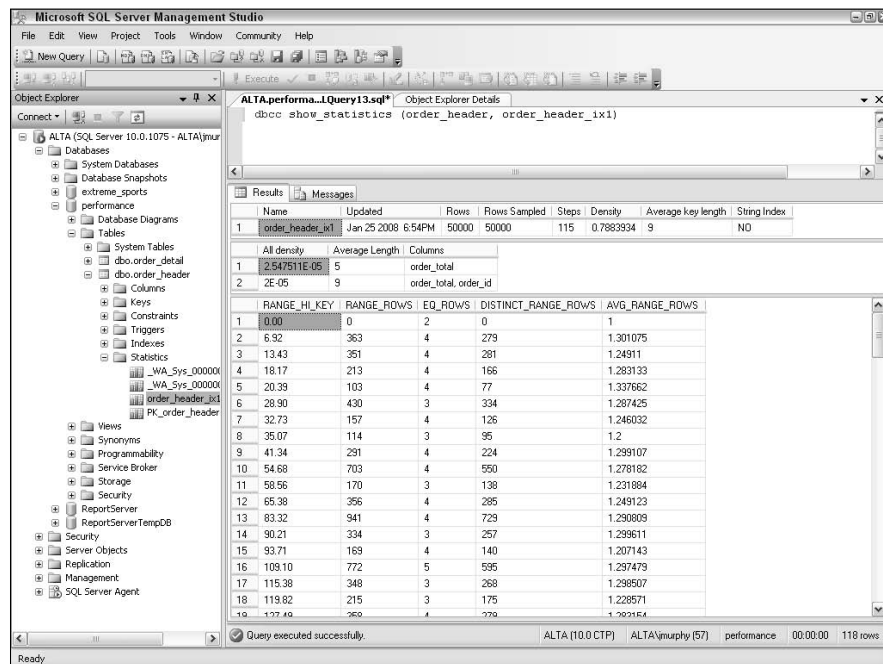 Microsoft SQL Server Management Studio
File Edit View Project Tools Window Community Help
New Query
Execute
Object Explorer
Connect
ALTA (SQL Server 10.0.1075 - ALTA\jmur
Databases
System Databases
Database Snapshots
extreme_sports
performance
Database Diagrams
Tables
System Tables
dbo.order_detail
dbo.order_header
Columns
Keys
Constraints
Triggers
Indexes
Statistics
_WA_Sys_00000
_WA_Sys_00000
order_header_ix1
PK_order_header
Views
Synonyms
Programmability
Service Broker
Storage
Security
ReportServer
ReportServerTempDB
Security
Server Objects
Replication
Management
SQL Server Agent
ALTA.performa...LQuery13.sql* Object Explorer Details
dbcc show_statistics (order_header, order_header_ix1)
Results Messages
Name Updated Rows Rows Sampled Steps Density Average key length String Index
1 order_header_ix1 Jan 25 2008 6:54PM 50000 50000 115 0.7883934 9 NO
All density Average Length Columns
1 2.547511E-05 5 order_total
2 2E-05 9 order_total, order_id
RANGE_HI_KEY RANGE_ROWS EQ_ROWS DISTINCT_RANGE_ROWS AVG_RANGE_ROWS
1 0.00 0 2 0 1
2 6.92 363 4 279 1.301075
3 13.43 351 4 281 1.24911
4 18.17 213 4 166 1.283133
5 20.39 103 4 77 1.337662
6 28.90 430 3 334 1.287425
7 32.73 157 4 126 1.246032
8 35.07 114 3 95 1.2
9 41.34 291 4 224 1.299107
10 54.68 703 4 550 1.278182
11 58.56 170 3 138 1.231884
12 65.38 356 4 285 1.249123
13 83.32 941 4 729 1.290809
14 90.21 334 3 257 1.299611
15 93.71 169 4 140 1.207143
16 109.10 772 5 595 1.297479
17 115.38 348 3 268 1.298507
18 119.82 215 3 175 1.228571
19 127.49 358 4 279 1.283154
Query executed successfully. ALTA (10.0 CTP) ALTA\jmurphy (57) performance 00:00:00 118 rows
Ready